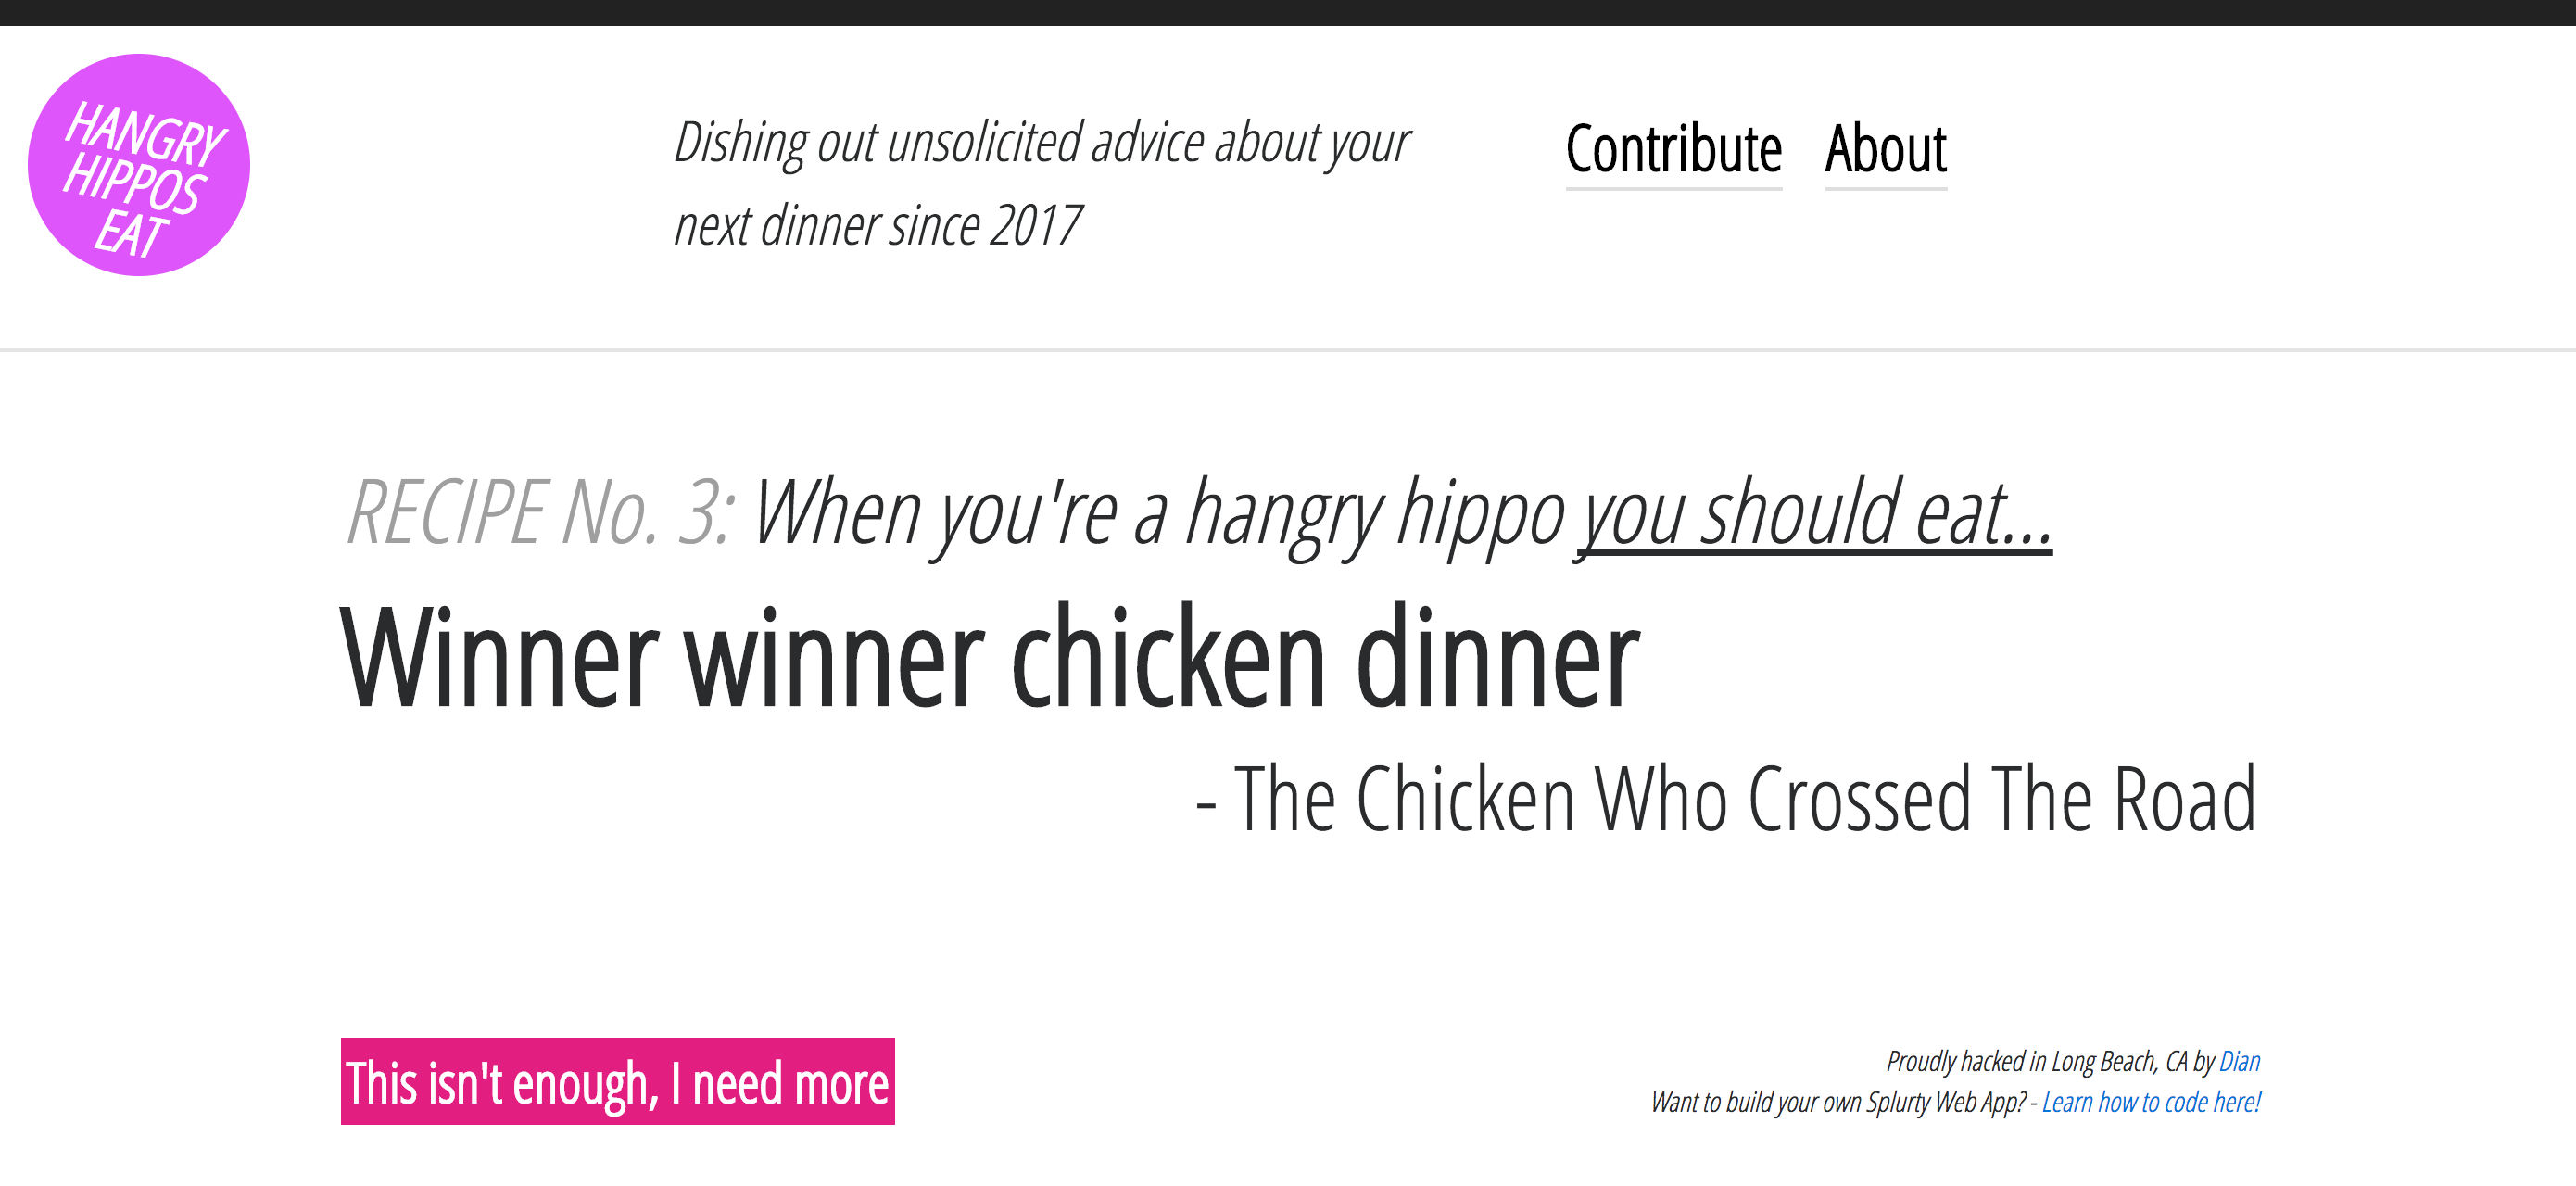 HANGRY
HIPPOS
EAT
Dishing out unsolicited advice about your
next dinner since 2017
Contribute About
RECIPE No. 3: When you're a hangry hippo you should eat...
Winner winner chicken dinner
- The Chicken Who Crossed The Road
This isn't enough, I need more
Proudly hacked in Long Beach, CA by Dian
Want to build your own Splurty Web App? - Learn how to code here!